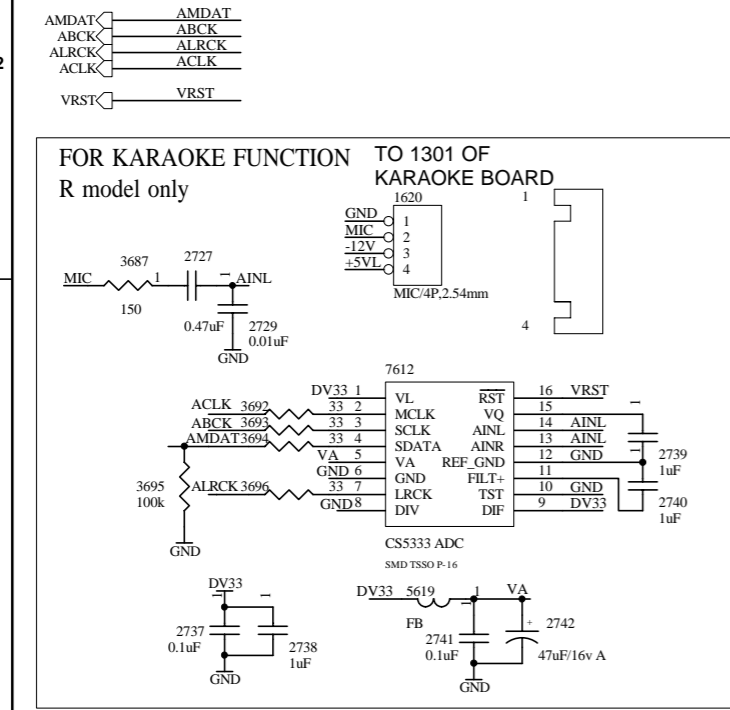 AMDAT AMDAT
ABCK ABCK
ALRCK ALRCK
ACLK ACLK
VRST VRST
2
FOR KARAOKE FUNCTION
R model only
TO 1301 OF
KARAOKE BOARD
1620
GND 1
MIC 2
-12V 3
+5VL 4
MIC/4P,2.54mm
1
4
MIC 3687 1 2727 1 AINL
150
0.47uF 2729
0.01uF
GND
7612
DV33 1 VL RST 16 VRST
ACLK 3692 33 2 MCLK VQ 15 1
ABCK 3693 33 3 SCLK AINL 14 AINL
AMDAT 3694 33 4 SDATA AINR 13 AINL 1
VA 5 VA REF_GND 12 GND 2739
1uF
GND 6 GND FILT+ 11
3695
100k
ALRCK 3696 33 7 LRCK TST 10 GND 2740
1uF
GND 8 DIV DIF 9 DV33
GND
CS5333 ADC
SMD TSSO P-16
DV33
1 1
2737
0.1uF
2738
1uF
GND
DV33 5619 1 VA
FB
1
2741
0.1uF
+ 2742
47uF/16v A
GND